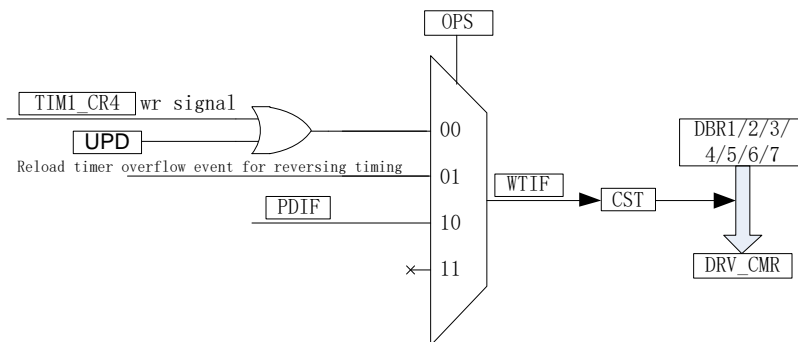 OPS
TIM1_CR4 wr signal
UPD
00
DBR1/2/3/
4/5/6/7
Reload timer overflow event for reversing timing
01
WTIF
CST
PDIF
10
11
DRV_CMR